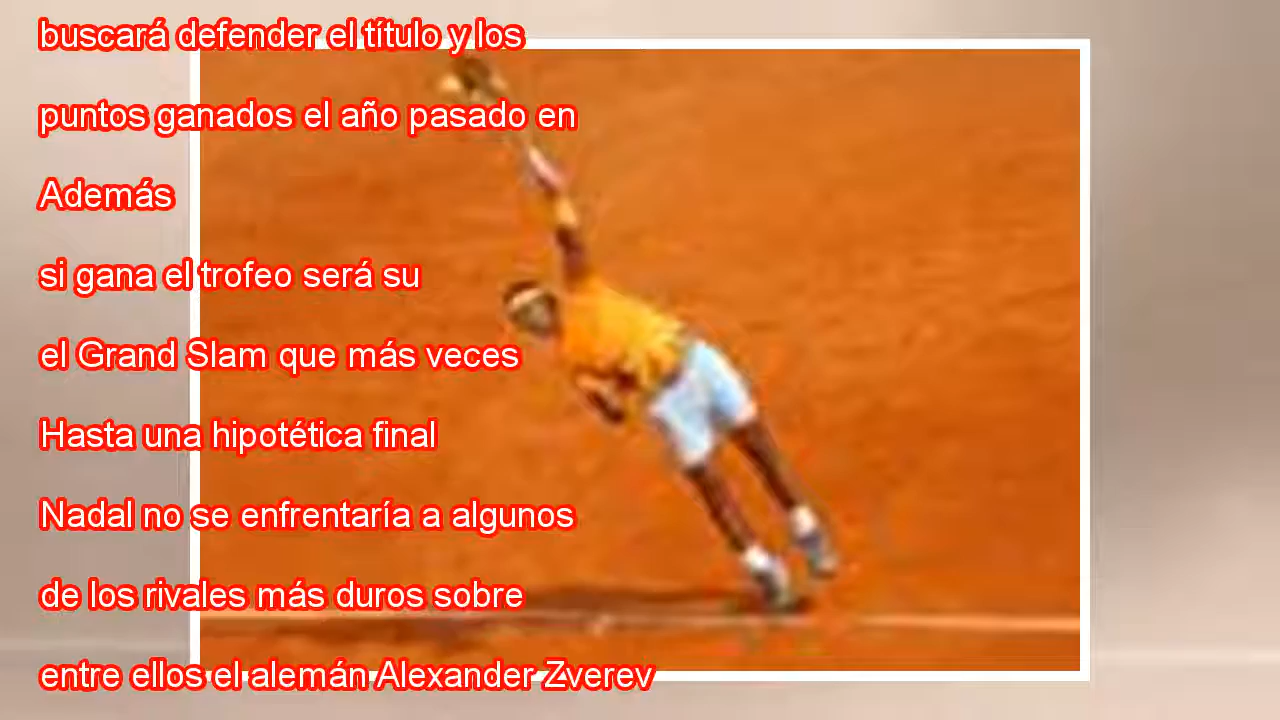 buscará defender el título y los
puntos ganados el año pasado en
Además
si gana el trofeo será su
el Grand Slam que más veces
Hasta una hipotética final
Nadal no se enfrentaría a algunos
de los rivales más duros sobre
entre ellos el alemán Alexander Zverev